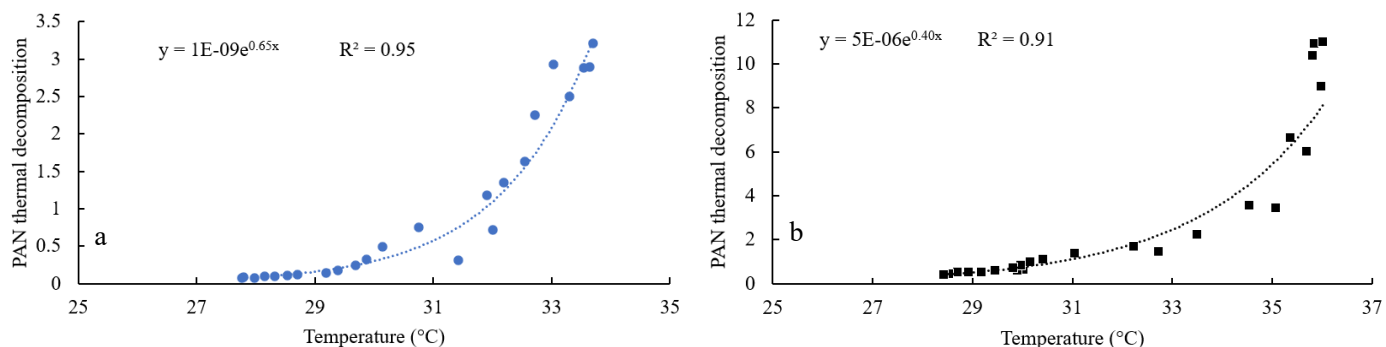 y = 1E-09e^0.65x R² = 0.95
PAN thermal decomposition
3.5
3
2.5
2
1.5
1
0.5
0
a
25 27 29 31 33 35
Temperature (°C)
y = 5E-06e^0.40x R² = 0.91
PAN thermal decomposition
12
10
8
6
4
2
0
b
25 27 29 31 33 35 37
Temperature (°C)